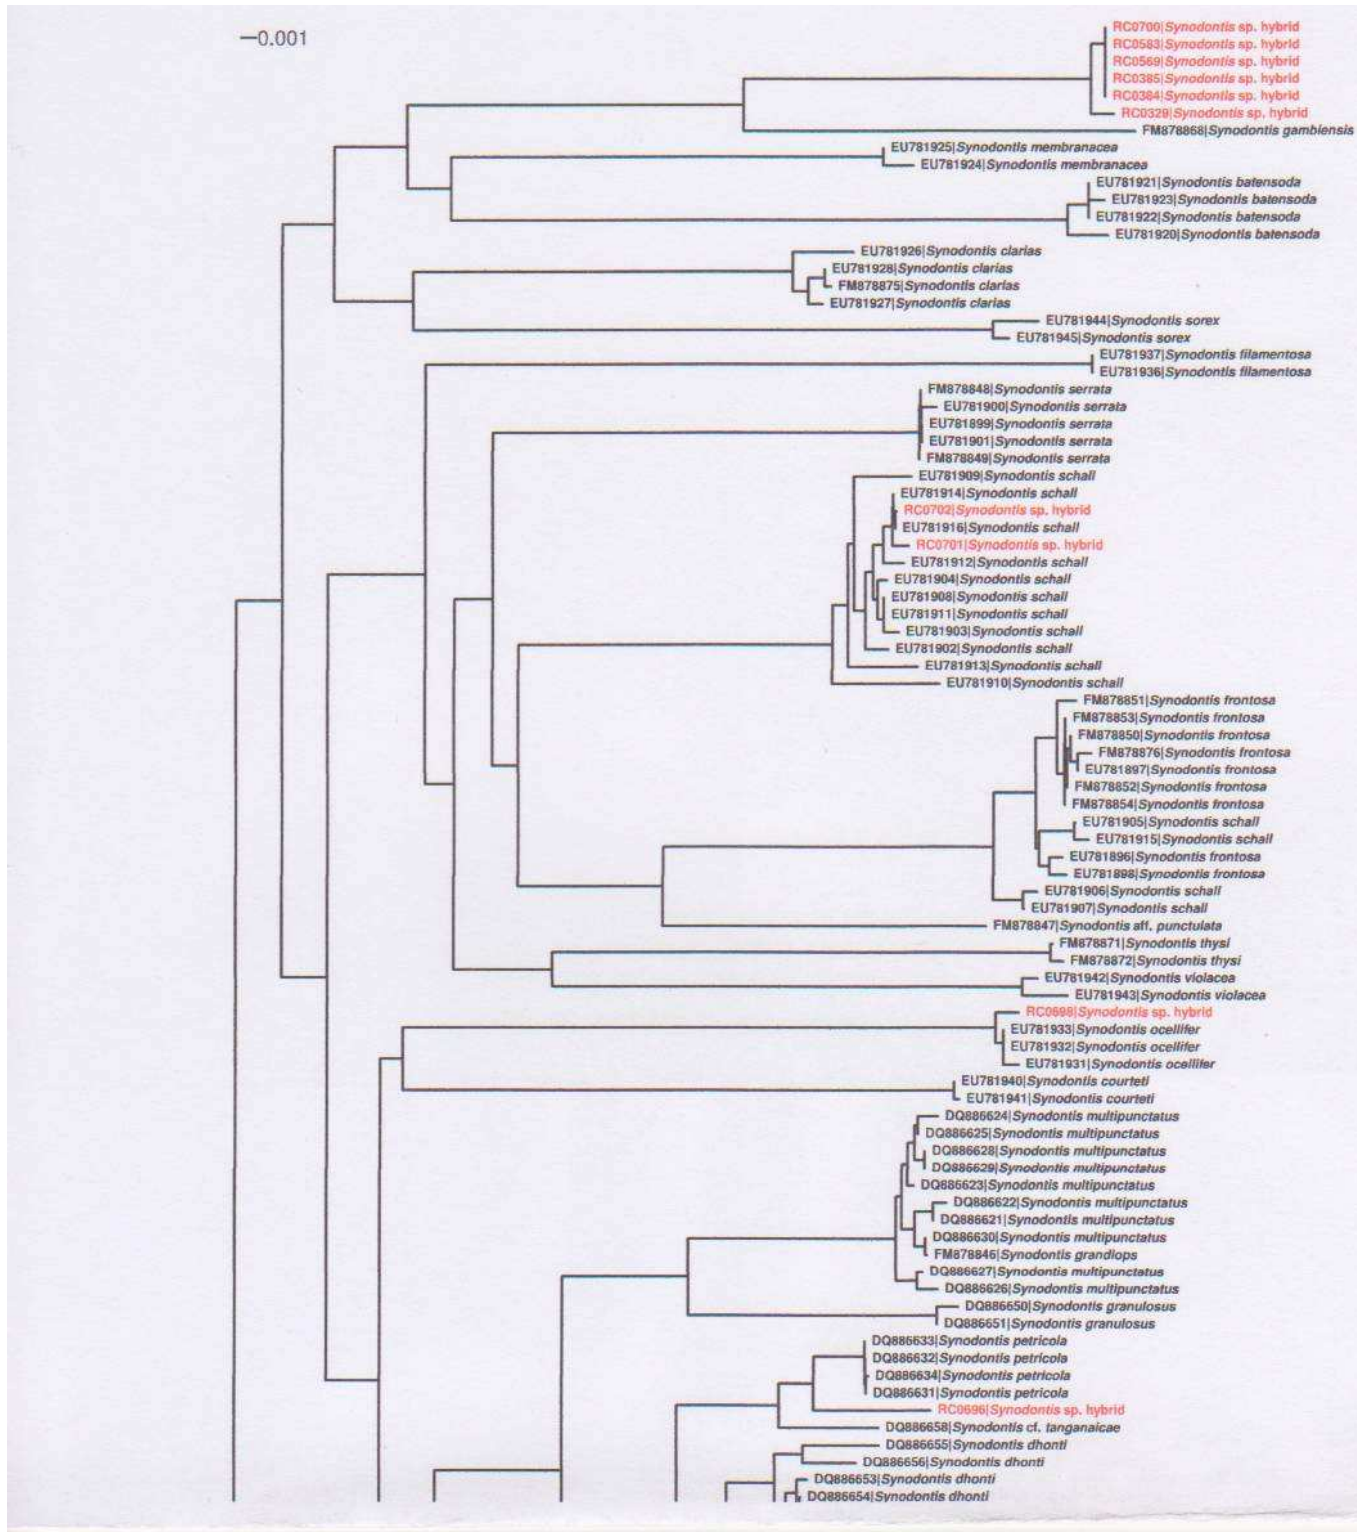 0.001
RC0700|Synodontis sp. hybrid
RC0583|Synodontis sp. hybrid
RC0569|Synodontis sp. hybrid
RC0385|Synodontis sp. hybrid
RC0384|Synodontis sp. hybrid
RC0329|Synodontis sp. hybrid
FM878868|Synodontis gambiensis
EU781925|Synodontis membranacea
EU781924|Synodontis membranacea
EU781921|Synodontis batensoda
EU781923|Synodontis batensoda
EU781922|Synodontis batensoda
EU781920|Synodontis batensoda
EU781926|Synodontis clarias
EU781928|Synodontis clarias
FM878875|Synodontis clarias
EU781927|Synodontis clarias
EU781944|Synodontis sorex
EU781945|Synodontis sorex
EU781937|Synodontis filamentosa
EU781936|Synodontis filamentosa
FM878848|Synodontis serrata
EU781900|Synodontis serrata
EU781899|Synodontis serrata
EU781901|Synodontis serrata
FM878849|Synodontis serrata
EU781909|Synodontis schall
EU781914|Synodontis schall
RC0702|Synodontis sp. hybrid
EU781916|Synodontis schall
RC0701|Synodontis sp. hybrid
EU781912|Synodontis schall
EU781904|Synodontis schall
EU781908|Synodontis schall
EU781911|Synodontis schall
EU781903|Synodontis schall
EU781902|Synodontis schall
EU781913|Synodontis schall
EU781910|Synodontis schall
FM878851|Synodontis frontosa
FM878853|Synodontis frontosa
FM878850|Synodontis frontosa
FM878876|Synodontis frontosa
EU781897|Synodontis frontosa
FM878852|Synodontis frontosa
FM878854|Synodontis frontosa
EU781905|Synodontis schall
EU781915|Synodontis schall
EU781896|Synodontis frontosa
EU781898|Synodontis frontosa
EU781906|Synodontis schall
EU781907|Synodontis schall
FM878847|Synodontis aff. punctulata
FM878871|Synodontis thysi
FM878872|Synodontis thysi
EU781942|Synodontis violacea
EU781943|Synodontis violacea
RC0698|Synodontis sp. hybrid
EU781933|Synodontis ocellifer
EU781932|Synodontis ocellifer
EU781931|Synodontis ocellifer
EU781940|Synodontis courteti
EU781941|Synodontis courteti
DQ886624|Synodontis multipunctatus
DQ886625|Synodontis multipunctatus
DQ886628|Synodontis multipunctatus
DQ886629|Synodontis multipunctatus
DQ886623|Synodontis multipunctatus
DQ886622|Synodontis multipunctatus
DQ886621|Synodontis multipunctatus
DQ886630|Synodontis multipunctatus
FM878846|Synodontis grandiops
DQ886627|Synodontis multipunctatus
DQ886626|Synodontis multipunctatus
DQ886650|Synodontis granulosus
DQ886651|Synodontis granulosus
DQ886633|Synodontis petricola
DQ886632|Synodontis petricola
DQ886634|Synodontis petricola
DQ886631|Synodontis petricola
RC0696|Synodontis sp. hybrid
DQ886658|Synodontis cf. tanganaicae
DQ886655|Synodontis dhonti
DQ886656|Synodontis dhonti
DQ886653|Synodontis dhonti
DQ886654|Synodontis dhonti